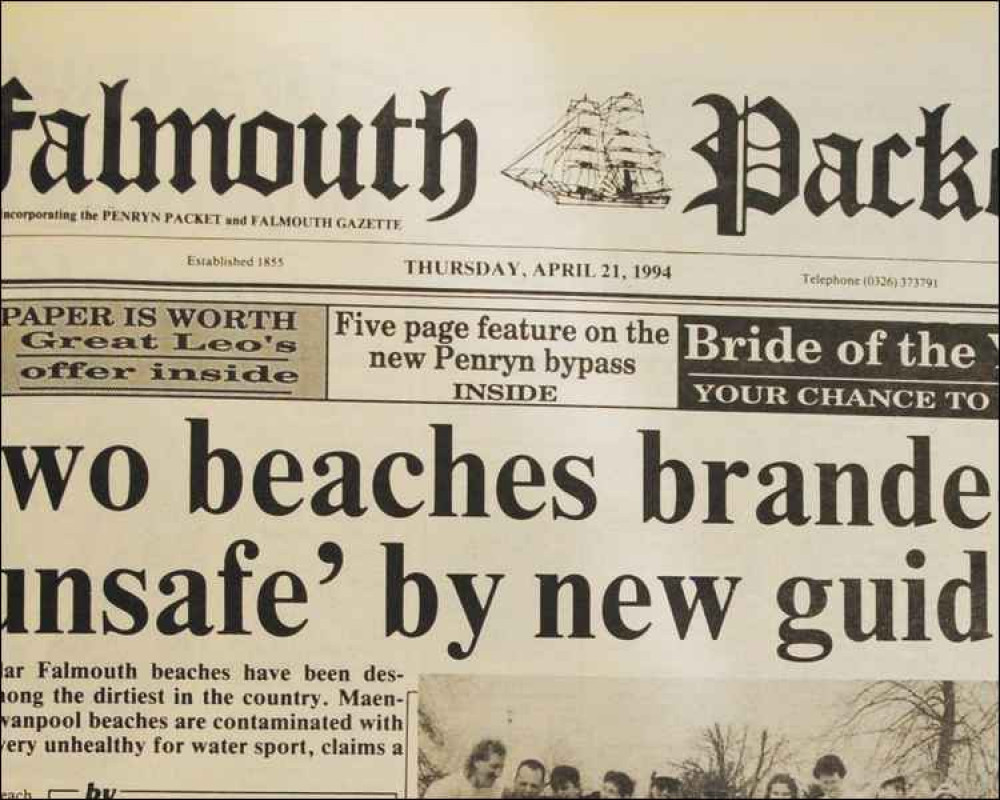 Falmouth Pack
incorporating the PENRYN PACKET and FALMOUTH GAZETTE
Established 1855
THURSDAY, APRIL 21, 1994
Telephone (0326) 373791
PAPER IS WORTH
Great Leo's
offer inside
Five page feature on the
new Penryn bypass
INSIDE
Bride of the
YOUR CHANCE TO
wo beaches brande
unsafe' by new guid
ar Falmouth beaches have been des-
ong the dirtiest in the country. Maen-
wanpool beaches are contaminated with
very unhealthy for water sport, claims a
each
by